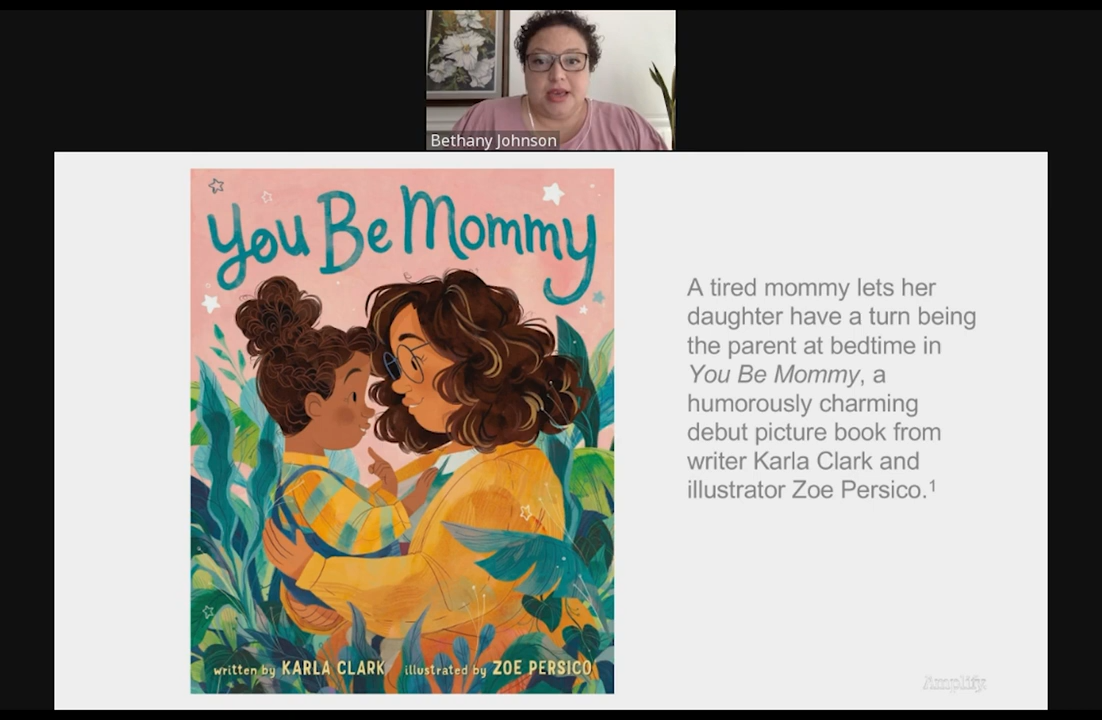 Bethany Johnson
You Be Mommy
written by KARLA CLARK illustrated by ZOE PERSICO
A tired mommy lets her
daughter have a turn being
the parent at bedtime in
You Be Mommy, a
humorously charming
debut picture book from
writer Karla Clark and
illustrator Zoe Persico.¹
Amplify